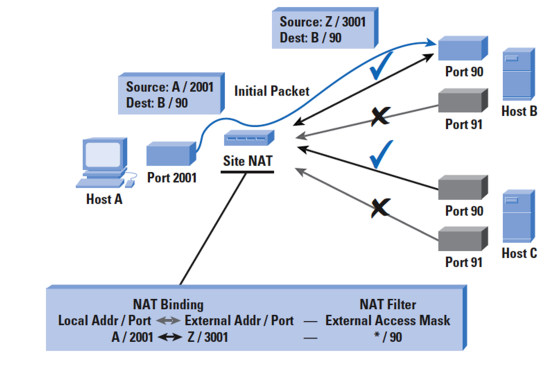 Source: Z / 3001
Dest: B / 90
Source: A / 2001
Dest: B / 90
Initial Packet
Port 90
Host B
Port 91
Site NAT
Port 2001
Host A
Port 90
Host C
Port 91
NAT Binding NAT Filter
Local Addr / Port ⟷ External Addr / Port — External Access Mask
A / 2001 ⟷ Z / 3001 — * / 90